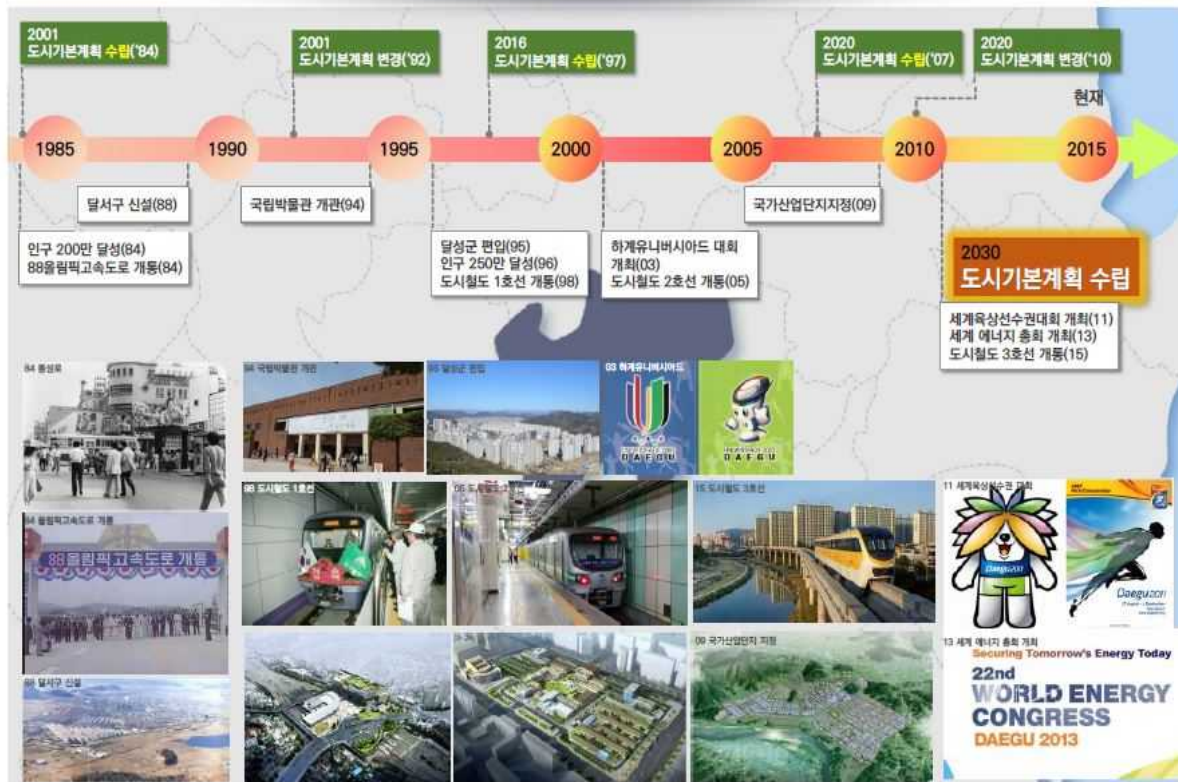 2001
도시기본계획 수립('84)
2001
도시기본계획 변경('92)
2016
도시기본계획 수립('97)
2020
도시기본계획 수립('07)
2020
도시기본계획 변경('10)
현재
1985
1990
1995
2000
2005
2010
2015
달서구 신설(88)
국립박물관 개관(94)
국가산업단지지정(09)
인구 200만 달성(84)
88올림픽고속도로 개통(84)
달성군 편입(95)
인구 250만 달성(96)
도시철도 1호선 개통(98)
하계유니버시아드 대회
개최(03)
도시철도 2호선 개통(05)
2030
도시기본계획 수립
세계육상선수권대회 개최(11)
세계 에너지 총회 개최(13)
도시철도 3호선 개통(15)
84 동성로
94 국립박물관 개관
95 달성군 편입
03 하계유니버시아드
DAEGU
DAEGU
84 올림픽고속도로 개통
88올림픽고속도로 개통
98 도시철도 1호선
05 도시철도
15 도시철도 3호선
11 세계육상선수권 대회
Daegu2011
Daegu2011
88 달서구 신설
09 국가산업단지 지정
13 세계 에너지 총회 개최
Securing Tomorrow's Energy Today
22nd
WORLD ENERGY
CONGRESS
DAEGU 2013